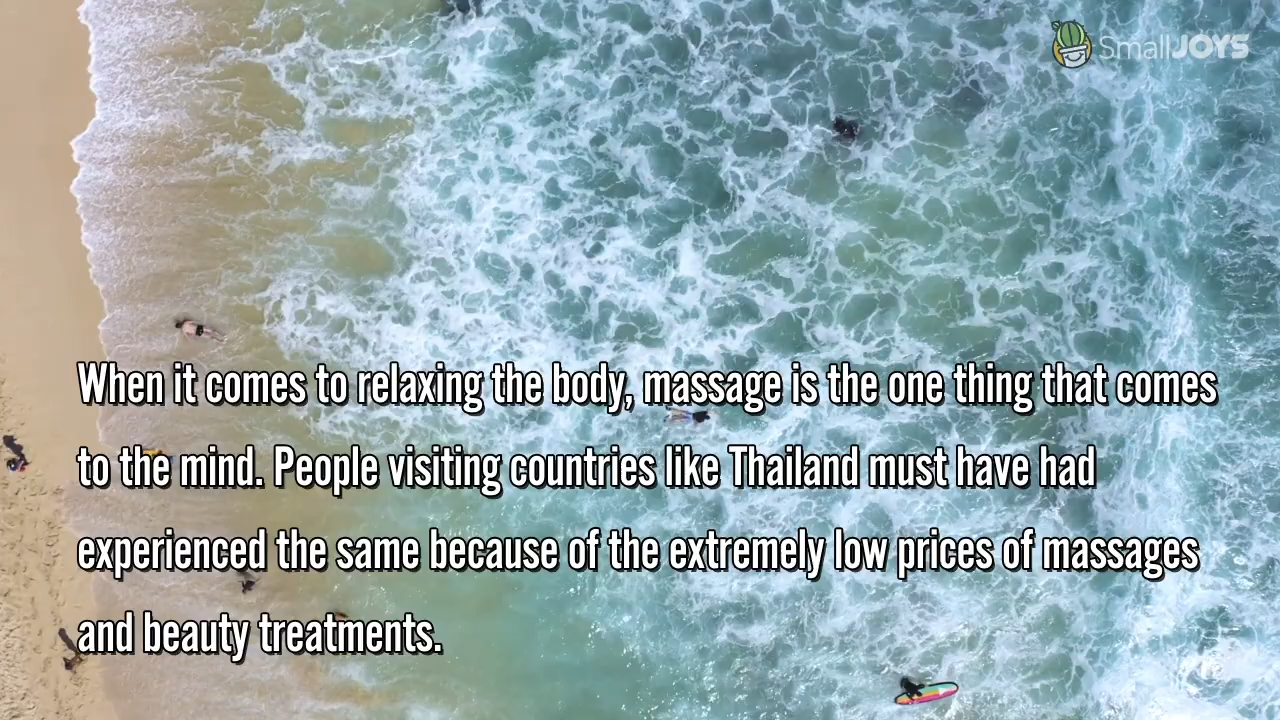 SmallJOYS
When it comes to relaxing the body, massage is the one thing that comes
to the mind. People visiting countries like Thailand must have had
experienced the same because of the extremely low prices of massages
and beauty treatments.